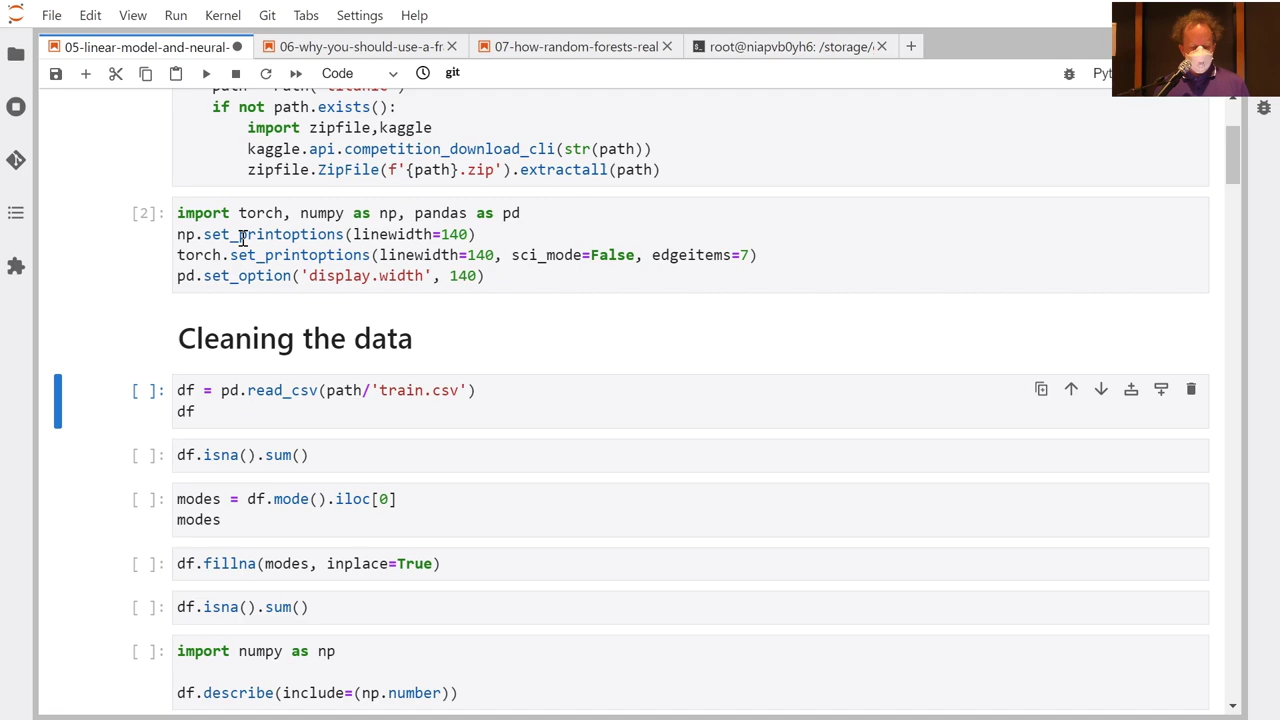 File Edit View Run Kernel Git Tabs Settings Help
05-linear-model-and-neural- 06-why-you-should-use-a-fr 07-how-random-forests-real root@niapvb0yh6: /storage/
Code git Pyt
path = Path('titanic')
if not path.exists():
import zipfile,kaggle
kaggle.api.competition_download_cli(str(path))
zipfile.ZipFile(f'{path}.zip').extractall(path)
[2]: import torch, numpy as np, pandas as pd
np.set_printoptions(linewidth=140)
torch.set_printoptions(linewidth=140, sci_mode=False, edgeitems=7)
pd.set_option('display.width', 140)
Cleaning the data
[ ]: df = pd.read_csv(path/'train.csv')
df
[ ]: df.isna().sum()
[ ]: modes = df.mode().iloc[0]
modes
[ ]: df.fillna(modes, inplace=True)
[ ]: df.isna().sum()
[ ]: import numpy as np
df.describe(include=(np.number))